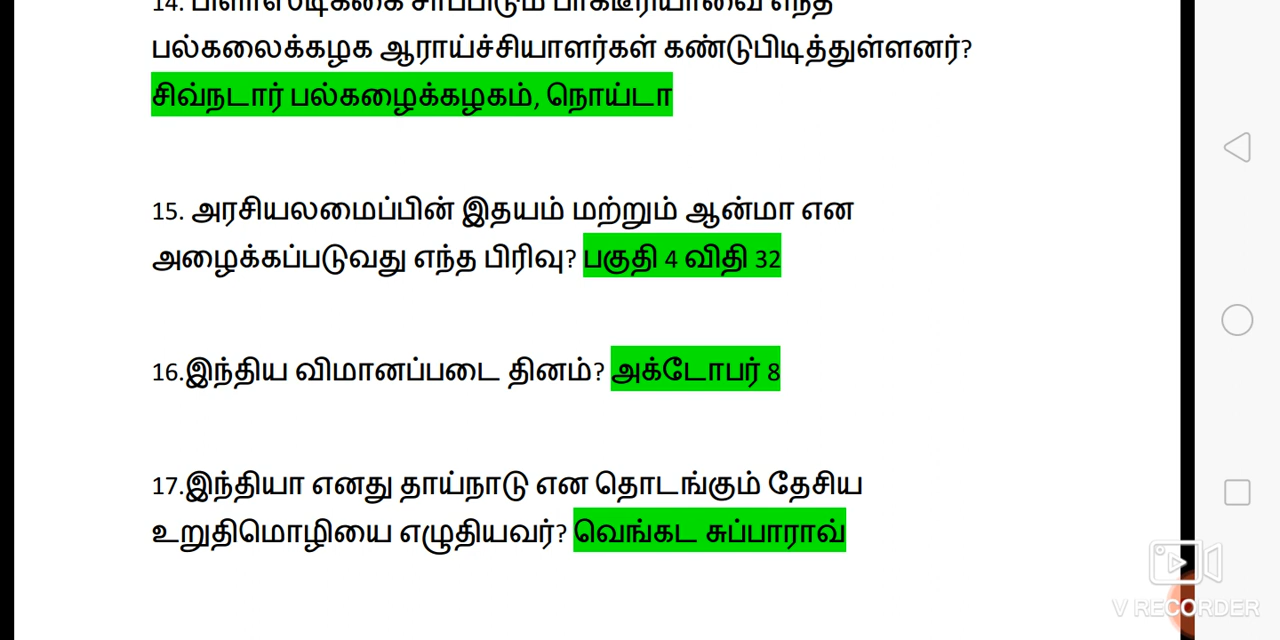 14. பிளாஸ்டிக்கை சாப்பிடும் பாக்டீரியாவை எந்த
பல்கலைக்கழக ஆராய்ச்சியாளர்கள் கண்டுபிடித்துள்ளனர்?
சிவ்நடார் பல்கழைக்கழகம், நொய்டா
15. அரசியலமைப்பின் இதயம் மற்றும் ஆன்மா என
அழைக்கப்படுவது எந்த பிரிவு? பகுதி 4 விதி 32
16.இந்திய விமானப்படை தினம்? அக்டோபர் 8
17.இந்தியா எனது தாய்நாடு என தொடங்கும் தேசிய
உறுதிமொழியை எழுதியவர்? வெங்கட சுப்பாராவ்
V RECORDER